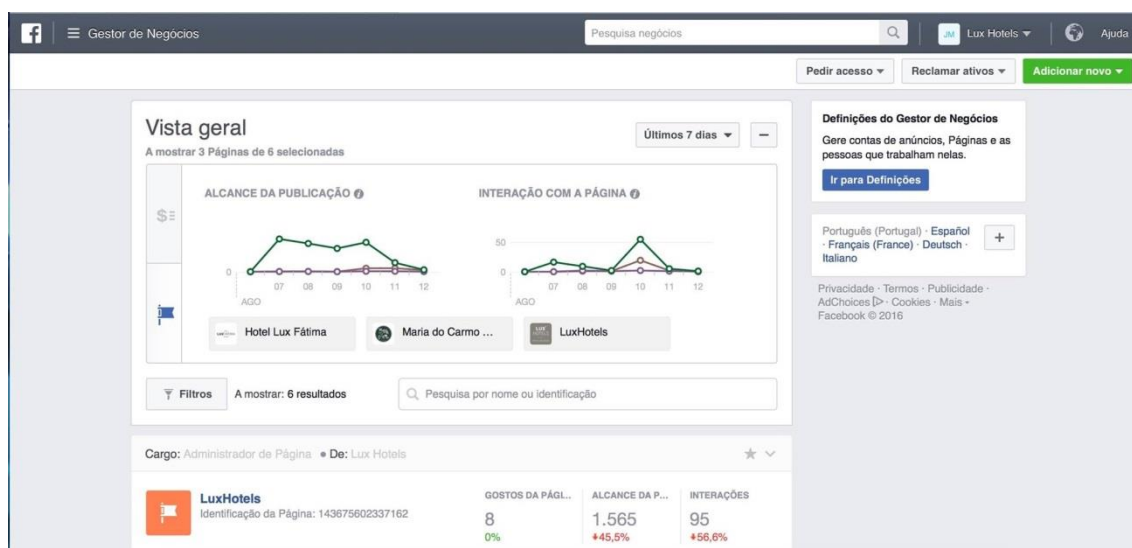 Gestor de Negócios
Pesquisa negócios
JM
Lux Hotels
Ajuda
Pedir acesso
Reclamar ativos
Adicionar novo
Vista geral
A mostrar 3 Páginas de 6 selecionadas
Últimos 7 dias
ALCANCE DA PUBLICAÇÃO
0
07 08 09 10 11 12
AGO
INTERAÇÃO COM A PÁGINA
50
0
07 08 09 10 11 12
AGO
Hotel Lux Fátima
Maria do Carmo ...
LuxHotels
Filtros
A mostrar: 6 resultados
Pesquisa por nome ou identificação
Cargo: Administrador de Página • De: Lux Hotels
LuxHotels
Identificação da Página: 143675602337162
GOSTOS DA PÁGI...
8
0%
ALCANCE DA P...
1.565
45,5%
INTERAÇÕES
95
56,6%
Definições do Gestor de Negócios
Gere contas de anúncios, Páginas e as
pessoas que trabalham nelas.
Ir para Definições
Português (Portugal) · Español
· Français (France) · Deutsch ·
Italiano
Privacidade · Termos · Publicidade ·
AdChoices · Cookies · Mais
Facebook © 2016